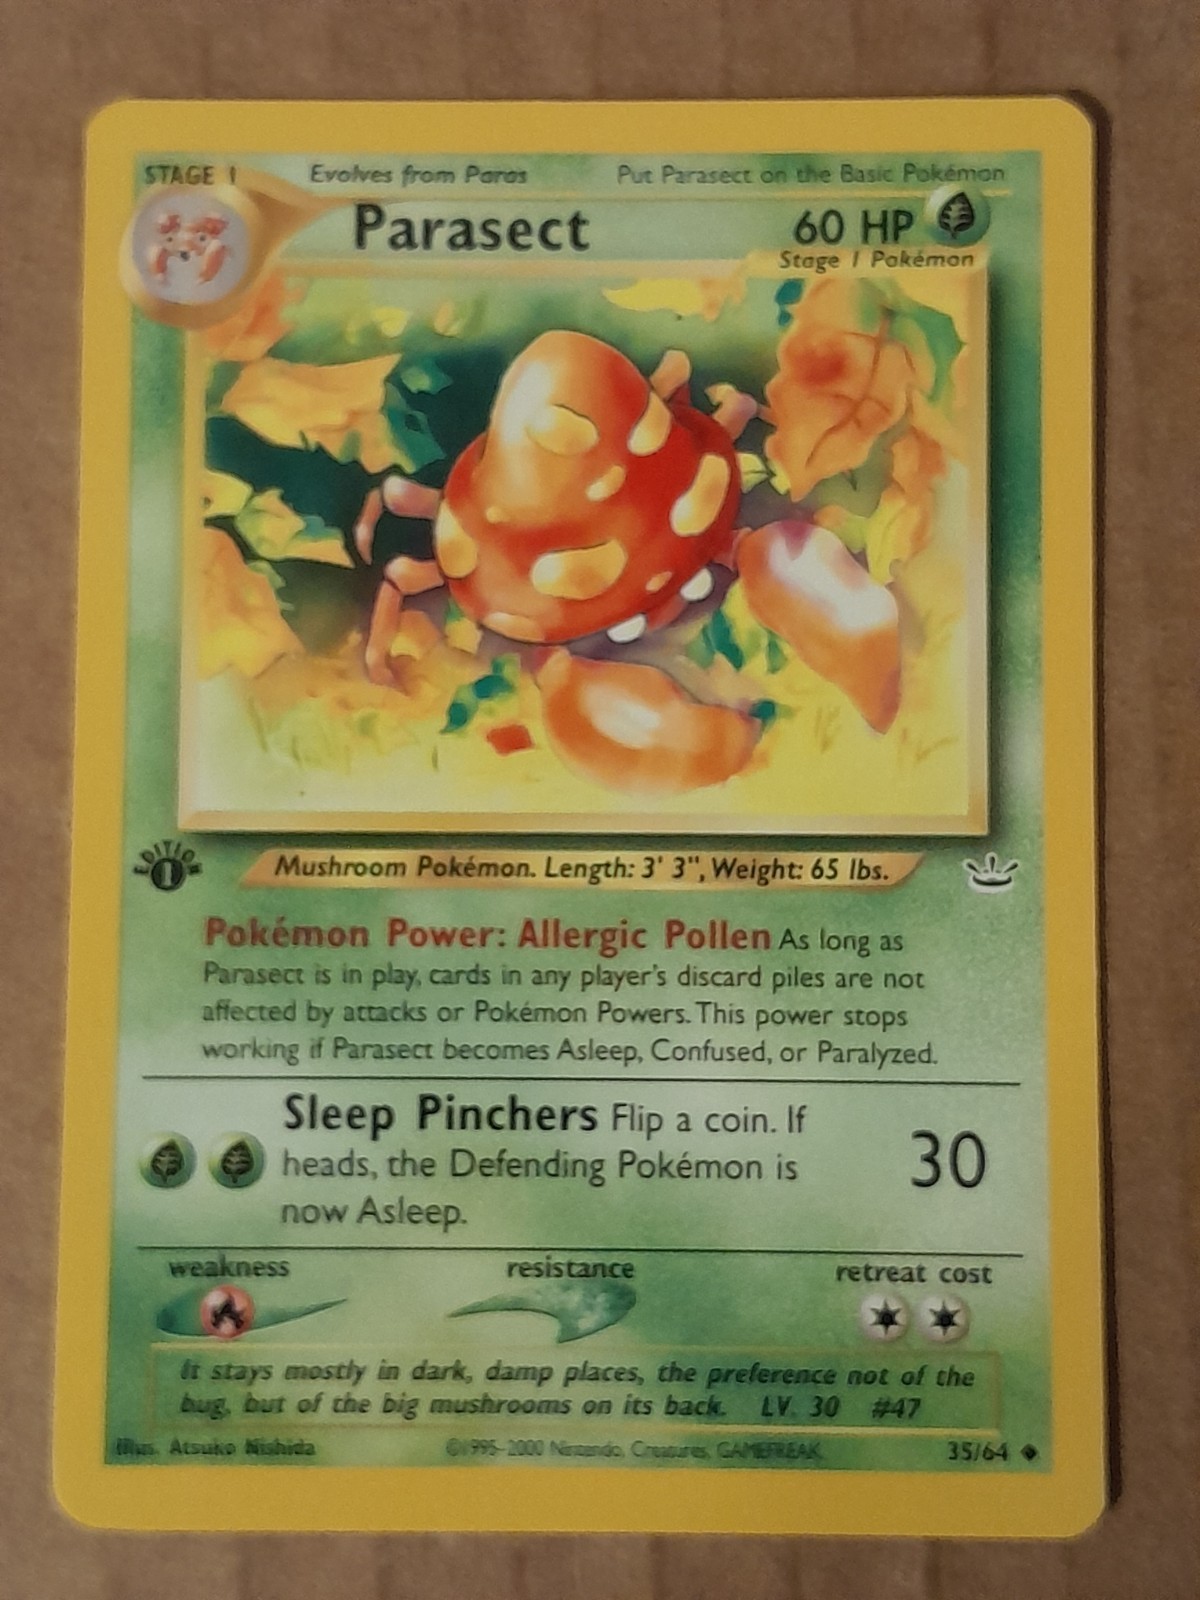 STAGE 1 Evolves from Paras Put Parasect on the Basic Pokémon
Parasect 60 HP
Stage 1 Pokémon
EDITION
1
Mushroom Pokémon. Length: 3' 3", Weight: 65 lbs.
Pokémon Power: Allergic Pollen As long as
Parasect is in play, cards in any player's discard piles are not
affected by attacks or Pokémon Powers. This power stops
working if Parasect becomes Asleep, Confused, or Paralyzed.
Sleep Pinchers Flip a coin. If
heads, the Defending Pokémon is
now Asleep.
30
weakness resistance retreat cost
It stays mostly in dark, damp places, the preference not of the
bug, but of the big mushrooms on its back. LV. 30 #47
Illus. Atsuko Nishida ©1995-2000 Nintendo, Creatures, GAMEFREAK. 35/64